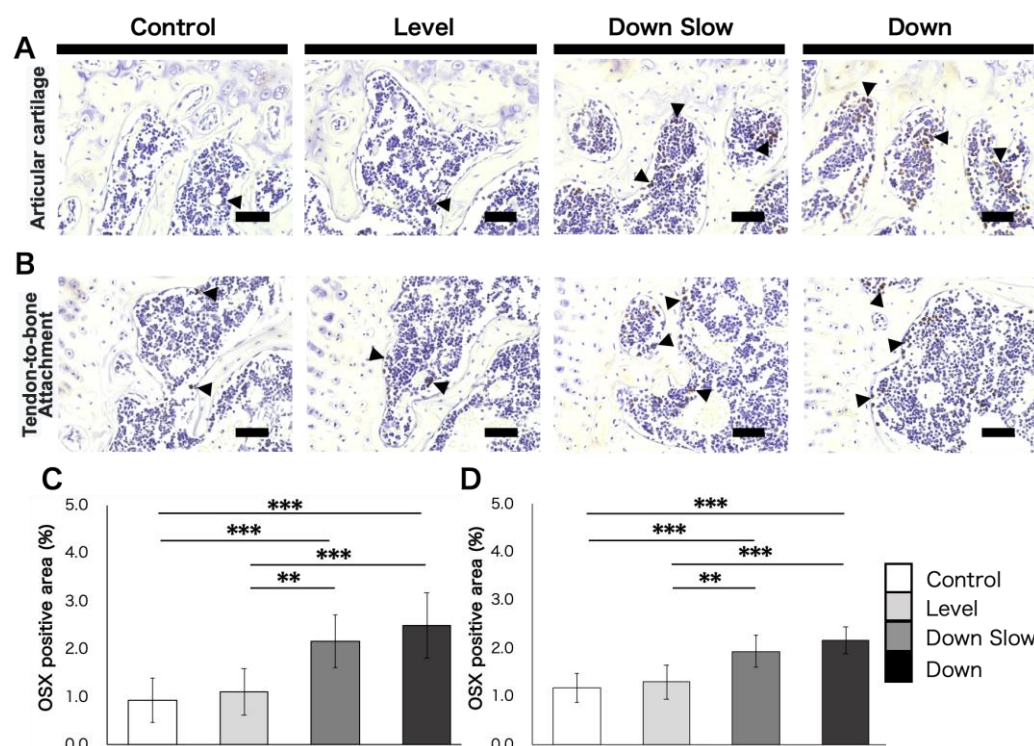 Control Level Down Slow Down
A
Articular cartilage
B
Tendon-to-bone
Attachment
C
OSX positive area (%)
5.0
4.0
3.0
2.0
1.0
0.0
***
***
***
**
D
OSX positive area (%)
5.0
4.0
3.0
2.0
1.0
0.0
***
***
***
**
Control
Level
Down Slow
Down